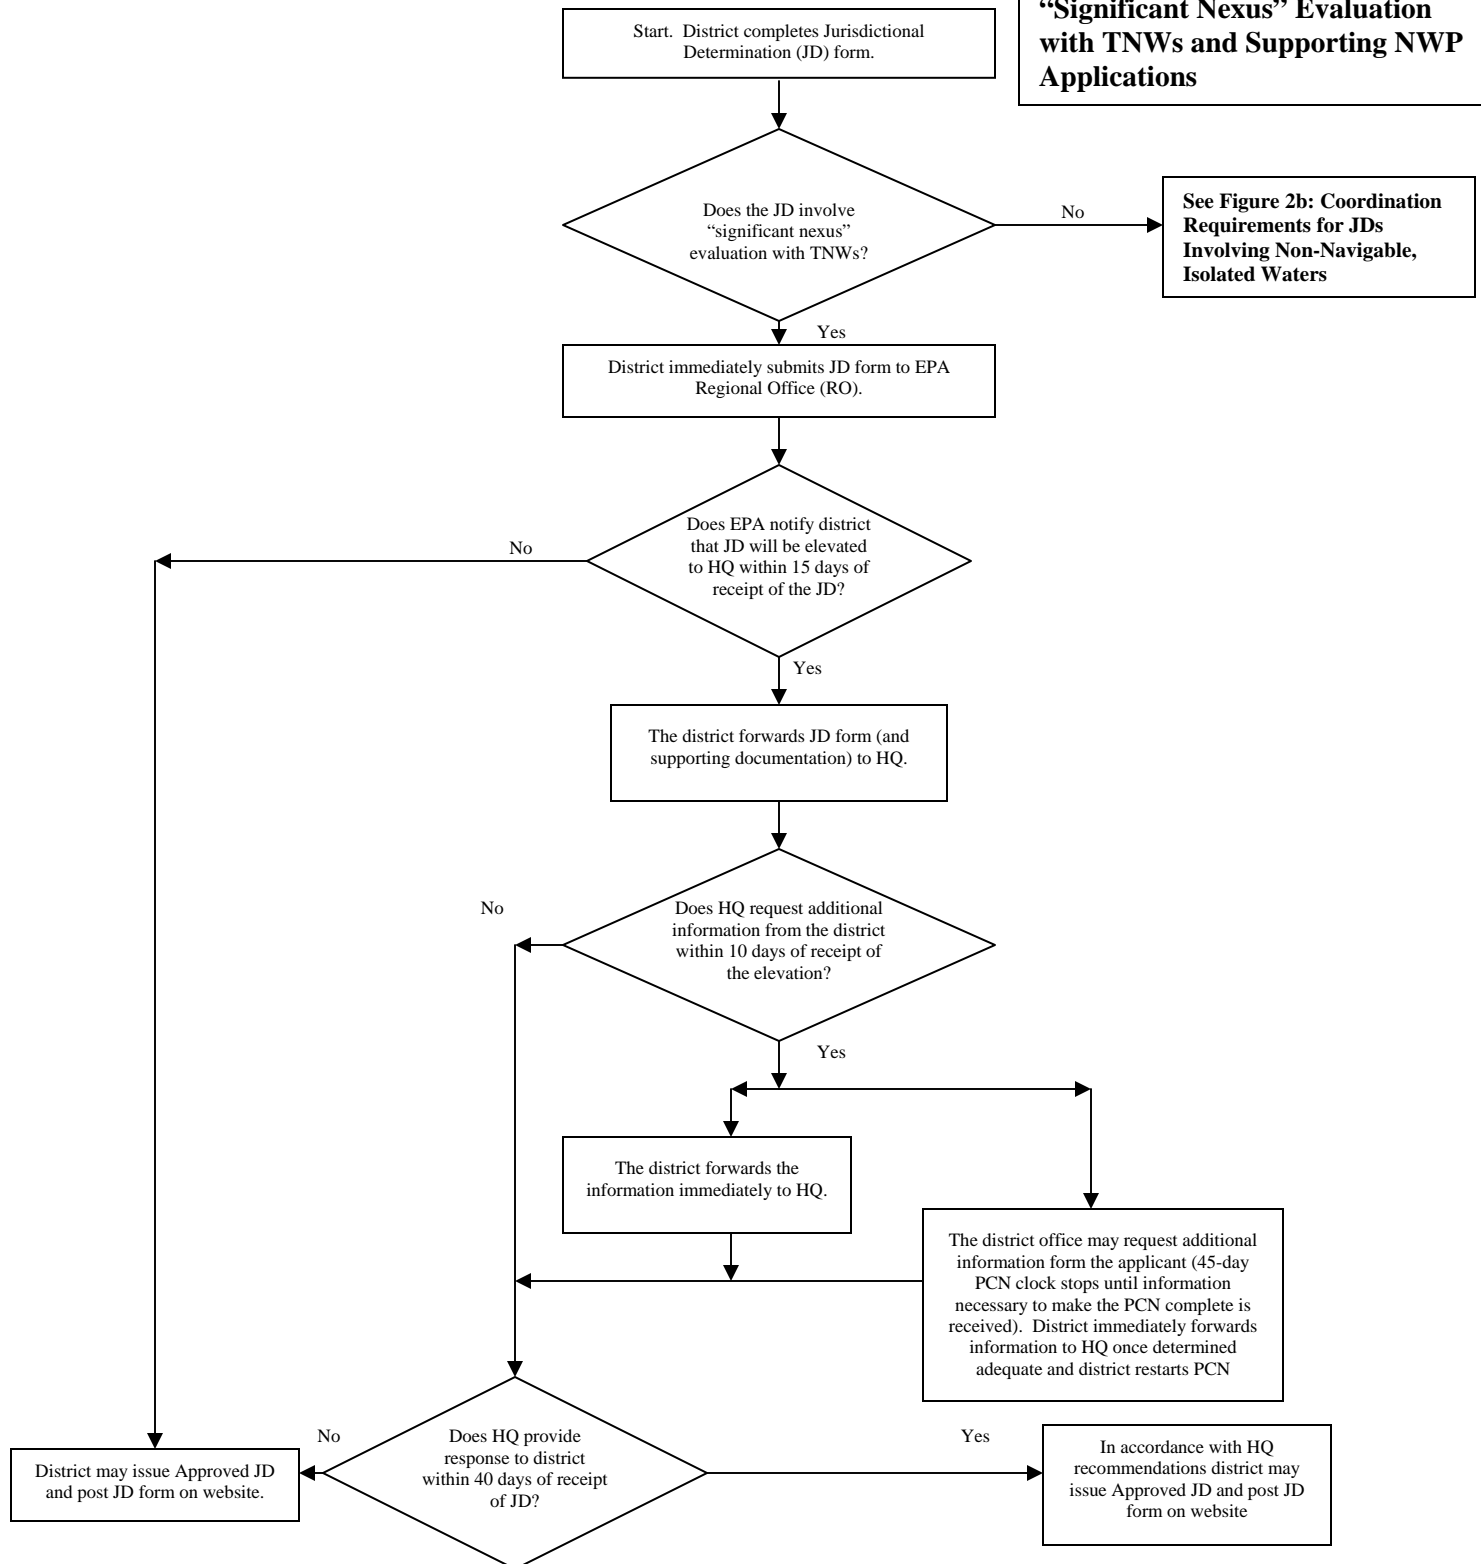 “Significant Nexus” Evaluation
with TNWs and Supporting NWP
Applications
Start.  District completes Jurisdictional
Determination (JD) form.
Does the JD involve
“significant nexus”
evaluation with TNWs?
No
See Figure 2b: Coordination
Requirements for JDs
Involving Non-Navigable,
Isolated Waters
Yes
District immediately submits JD form to EPA
Regional Office (RO).
Does EPA notify district
that JD will be elevated
to HQ within 15 days of
receipt of the JD?
No
Yes
The district forwards JD form (and
supporting documentation) to HQ.
Does HQ request additional
information from the district
within 10 days of receipt of
the elevation?
No
Yes
The district forwards the
information immediately to HQ.
The district office may request additional
information form the applicant (45-day
PCN clock stops until information
necessary to make the PCN complete is
received).  District immediately forwards
information to HQ once determined
adequate and district restarts PCN
Does HQ provide
response to district
within 40 days of receipt
of JD?
No
Yes
District may issue Approved JD
and post JD form on website.
In accordance with HQ
recommendations district may
issue Approved JD and post JD
form on website